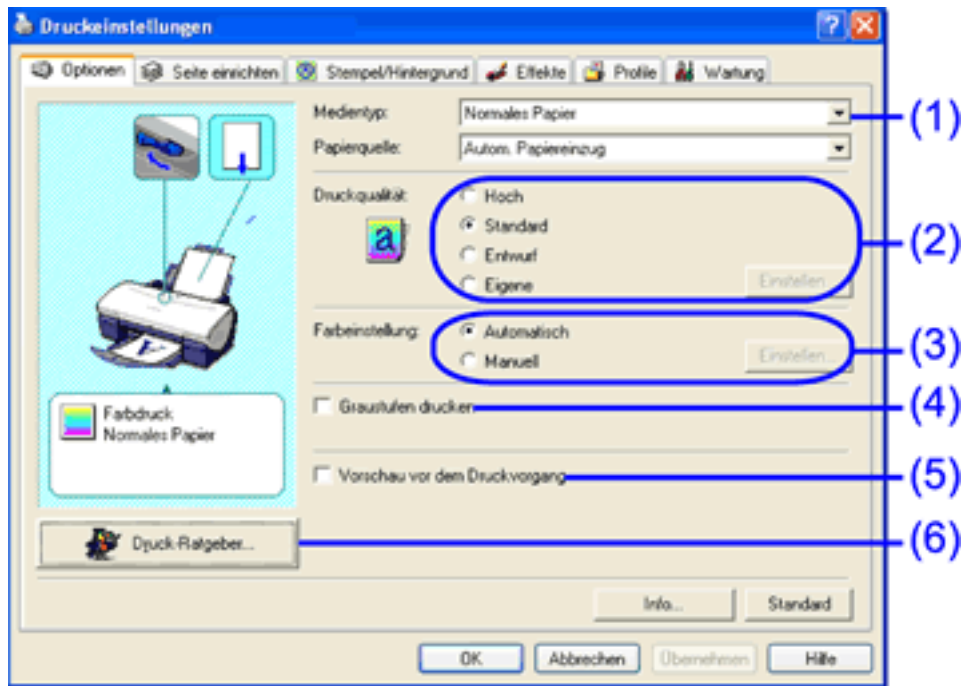 Druckeinstellungen
Optionen Seite einrichten Stempel/Hintergrund Effekte Profile Wartung
Medientyp: Normales Papier (1)
Papierquelle: Autom. Papiereinzug
Druckqualität: Hoch
Standard (2)
Entwurf
Eigene Einstellen...
Farbeinstellung: Automatisch
Manuell Einstellen... (3)
Graustufen drucken (4)
Farbdruck
Normales Papier
Vorschau vor dem Druckvorgang (5)
Druck-Ratgeber... (6)
Info... Standard
OK Abbrechen Übernehmen Hilfe